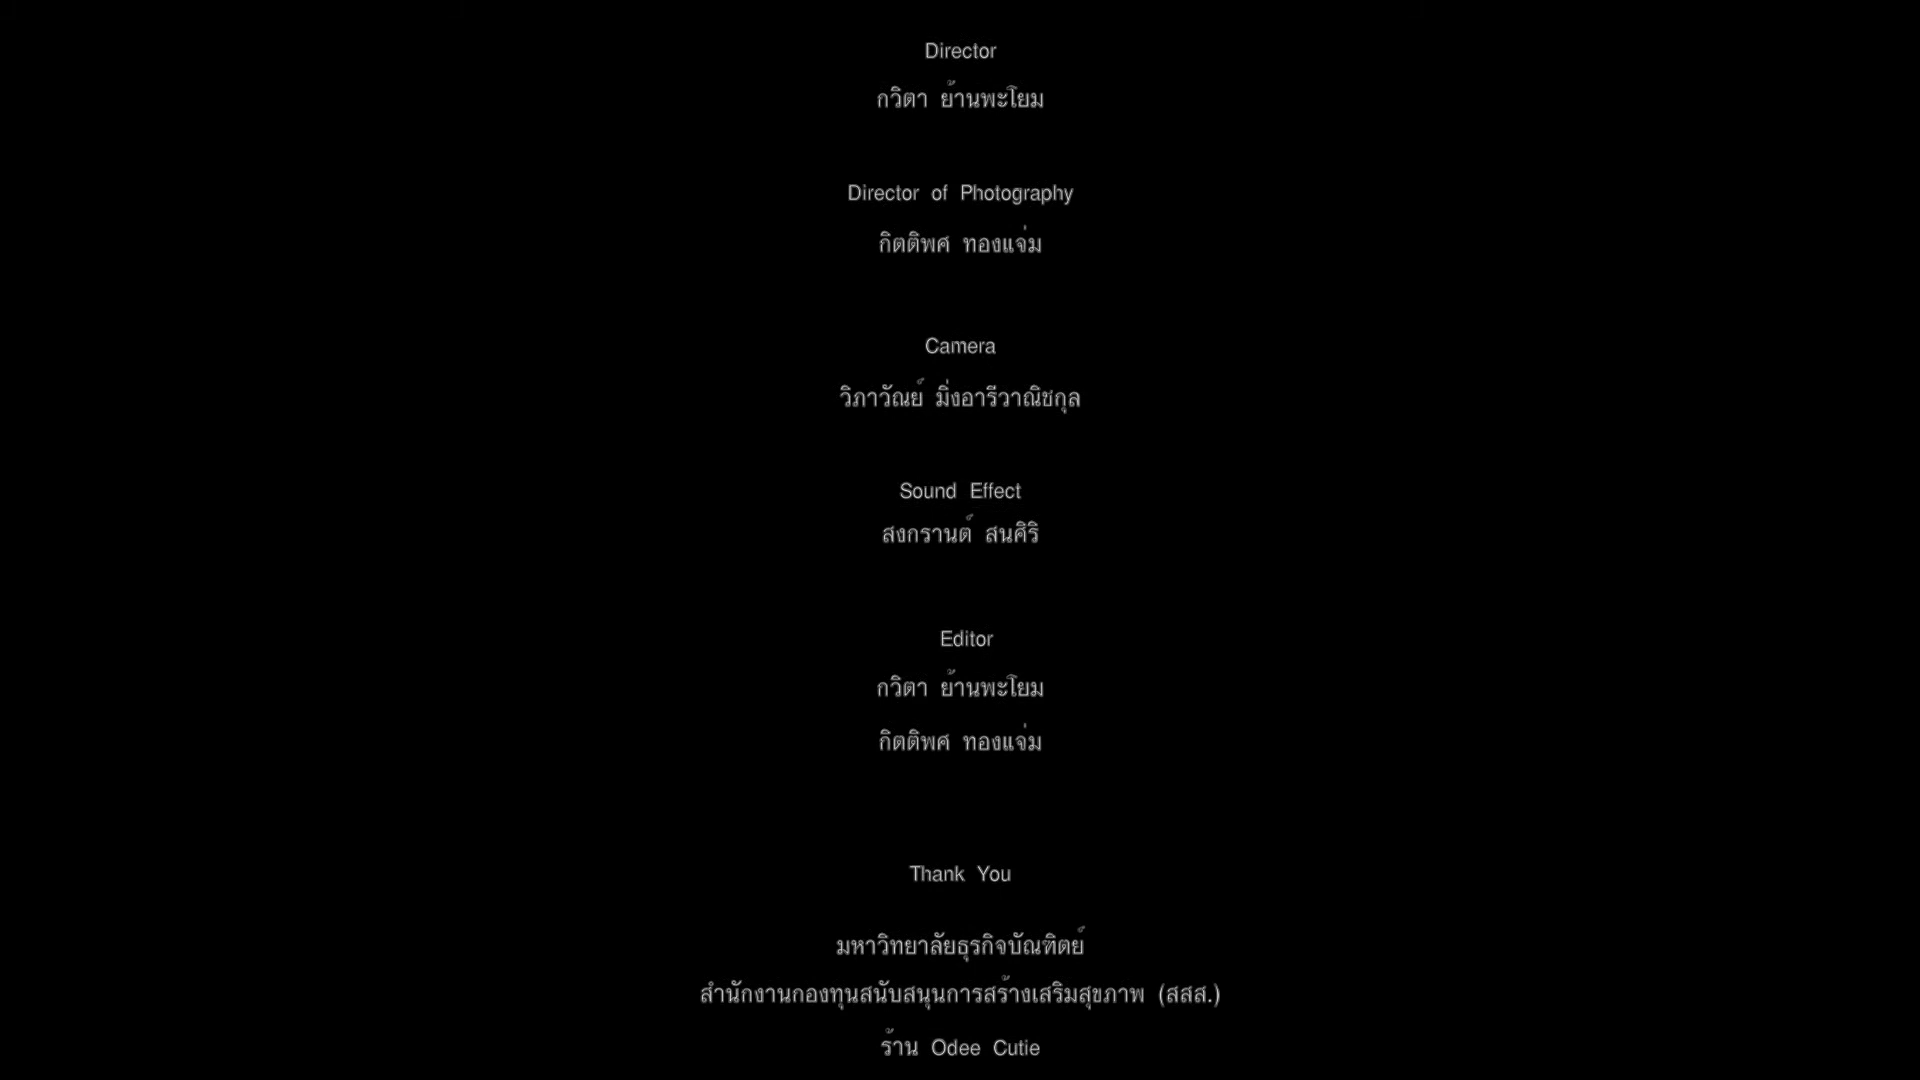 Director
กวิตา ย้านพะโยม
Director of Photography
กิตติพศ ทองแจ่ม
Camera
วิภาวัณย์ มิ่งอารีวาณิชกุล
Sound Effect
สงกรานต์ สนศิริ
Editor
กวิตา ย้านพะโยม
กิตติพศ ทองแจ่ม
Thank You
มหาวิทยาลัยธุรกิจบัณฑิตย์
สำนักงานกองทุนสนับสนุนการสร้างเสริมสุขภาพ (สสส.)
ร้าน Odee Cutie